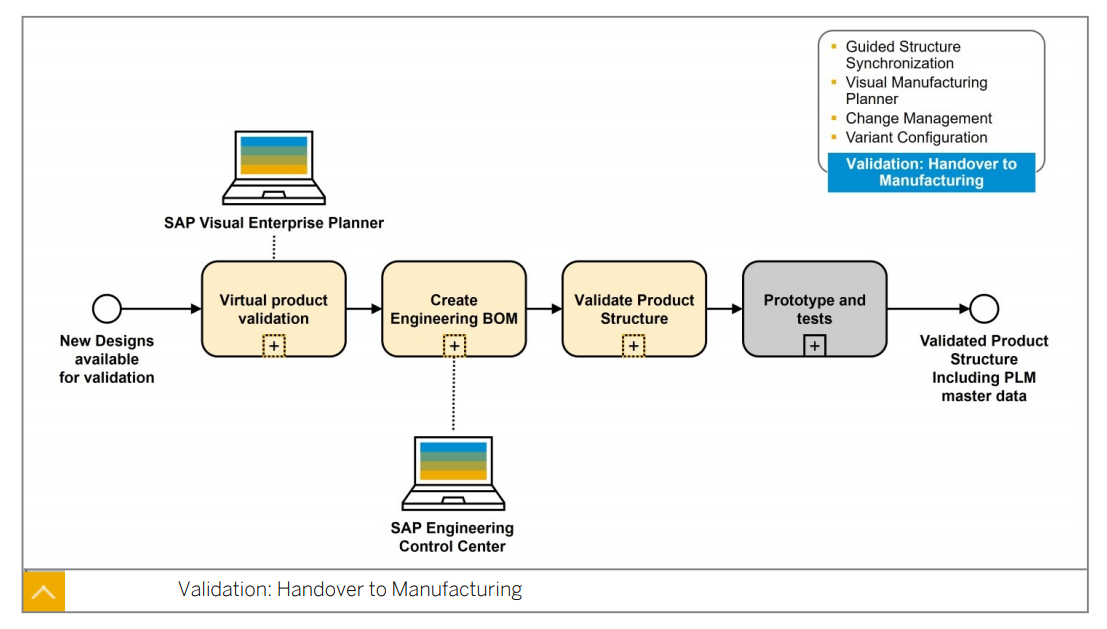 Guided Structure
Synchronization
Visual Manufacturing
Planner
Change Management
Variant Configuration
Validation: Handover to
Manufacturing
SAP Visual Enterprise Planner
Virtual product
validation
+
Create
Engineering BOM
+
Validate Product
Structure
+
Prototype and
tests
+
New Designs
available
for validation
Validated Product
Structure
Including PLM
master data
SAP Engineering
Control Center
Validation: Handover to Manufacturing